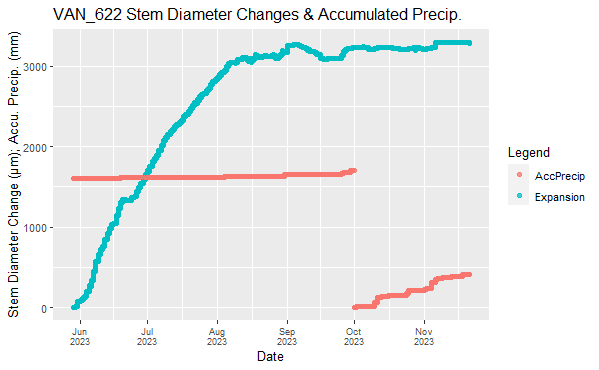 VAN_622 Stem Diameter Changes & Accumulated Precip.
Stem Diameter Change (µm); Accu. Precip. (mm)
3000
2000
1000
0
Jun
2023
Jul
2023
Aug
2023
Sep
2023
Oct
2023
Nov
2023
Date
Legend
AccPrecip
Expansion